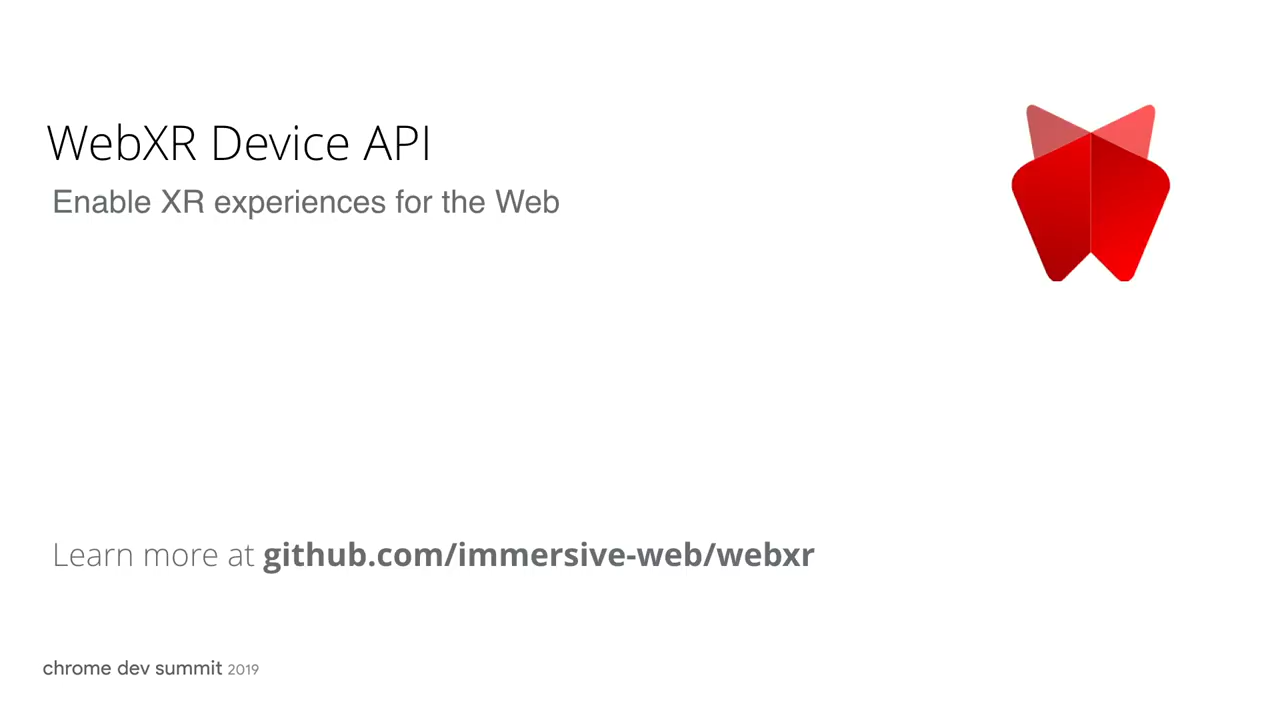 WebXR Device API
Enable XR experiences for the Web
Learn more at github.com/immersive-web/webxr
chrome dev summit 2019